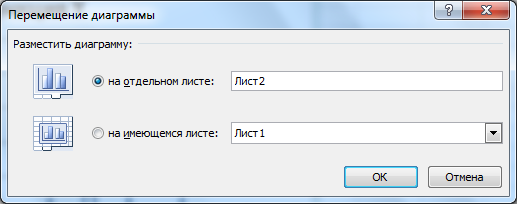 Перемещение диаграммы
Разместить диаграмму:
на отдельном листе: Лист2
на имеющемся листе: Лист1
ОК Отмена